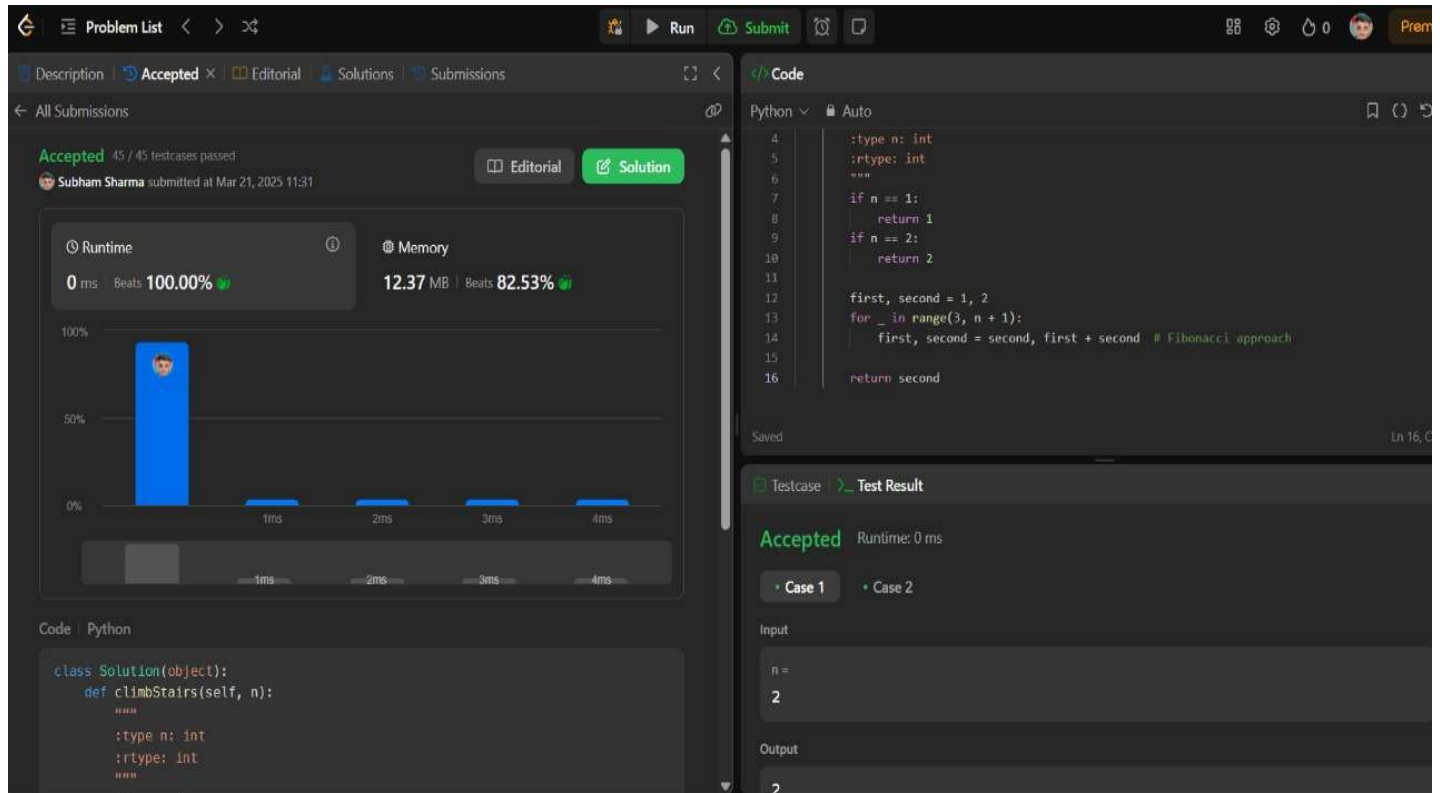 Problem List
Run
Submit
0
Prem
Description
Accepted
Editorial
Solutions
Submissions
All Submissions
Accepted 45 / 45 testcases passed
Subham Sharma submitted at Mar 21, 2025 11:31
Editorial
Solution
Runtime
0 ms Beats 100.00%
Memory
12.37 MB Beats 82.53%
100%
50%
0%
1ms 2ms 3ms 4ms
1ms 2ms 3ms 4ms
Code Python
class Solution(object):
def climbStairs(self, n):
"""
:type n: int
:rtype: int
"""
</> Code
Python Auto
4 :type n: int
5 :rtype: int
6 """
7 if n == 1:
8 return 1
9 if n == 2:
10 return 2
11
12 first, second = 1, 2
13 for _ in range(3, n + 1):
14 first, second = second, first + second # Fibonacci approach
15
16 return second
Saved
Ln 16, C
Testcase
>_ Test Result
Accepted Runtime: 0 ms
Case 1
Case 2
Input
n =
2
Output
2